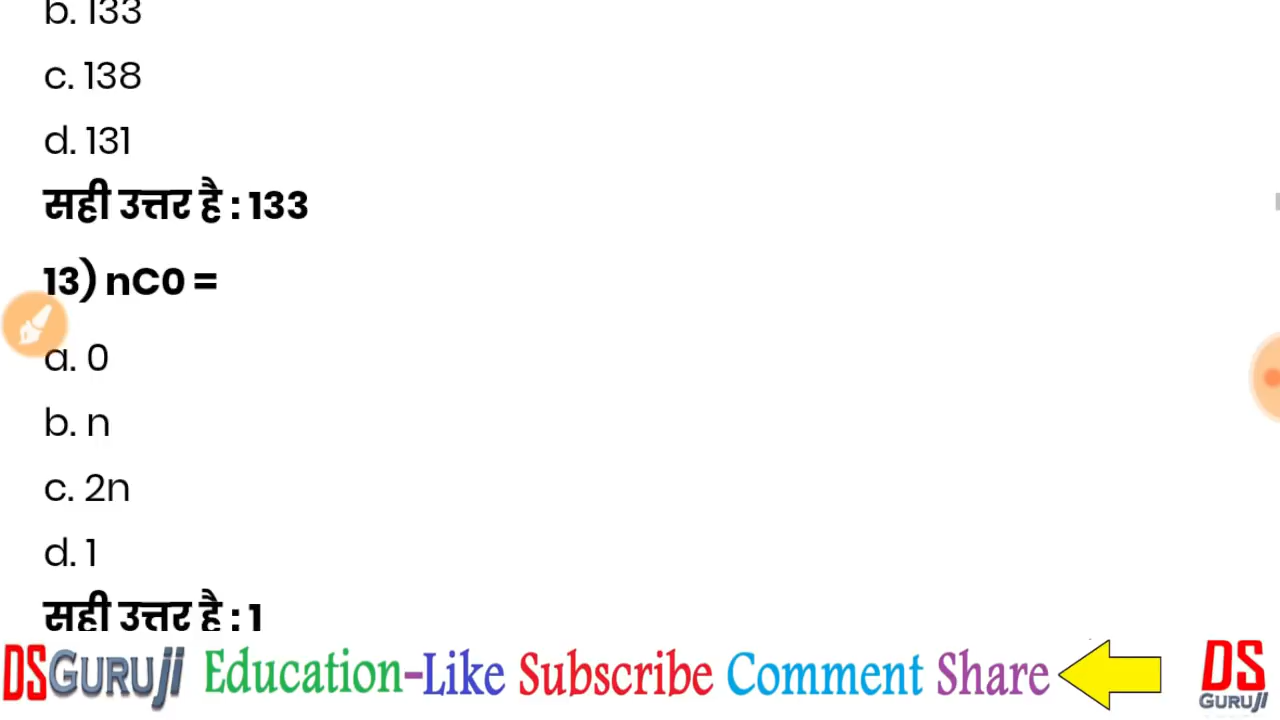 b. 133
c. 138
d. 131
सही उत्तर है : 133
13) nC0 =
a. 0
b. n
c. 2n
d. 1
सही उत्तर है : 1
DSGURUJI Education-Like Subscribe Comment Share
DS
GURUJI